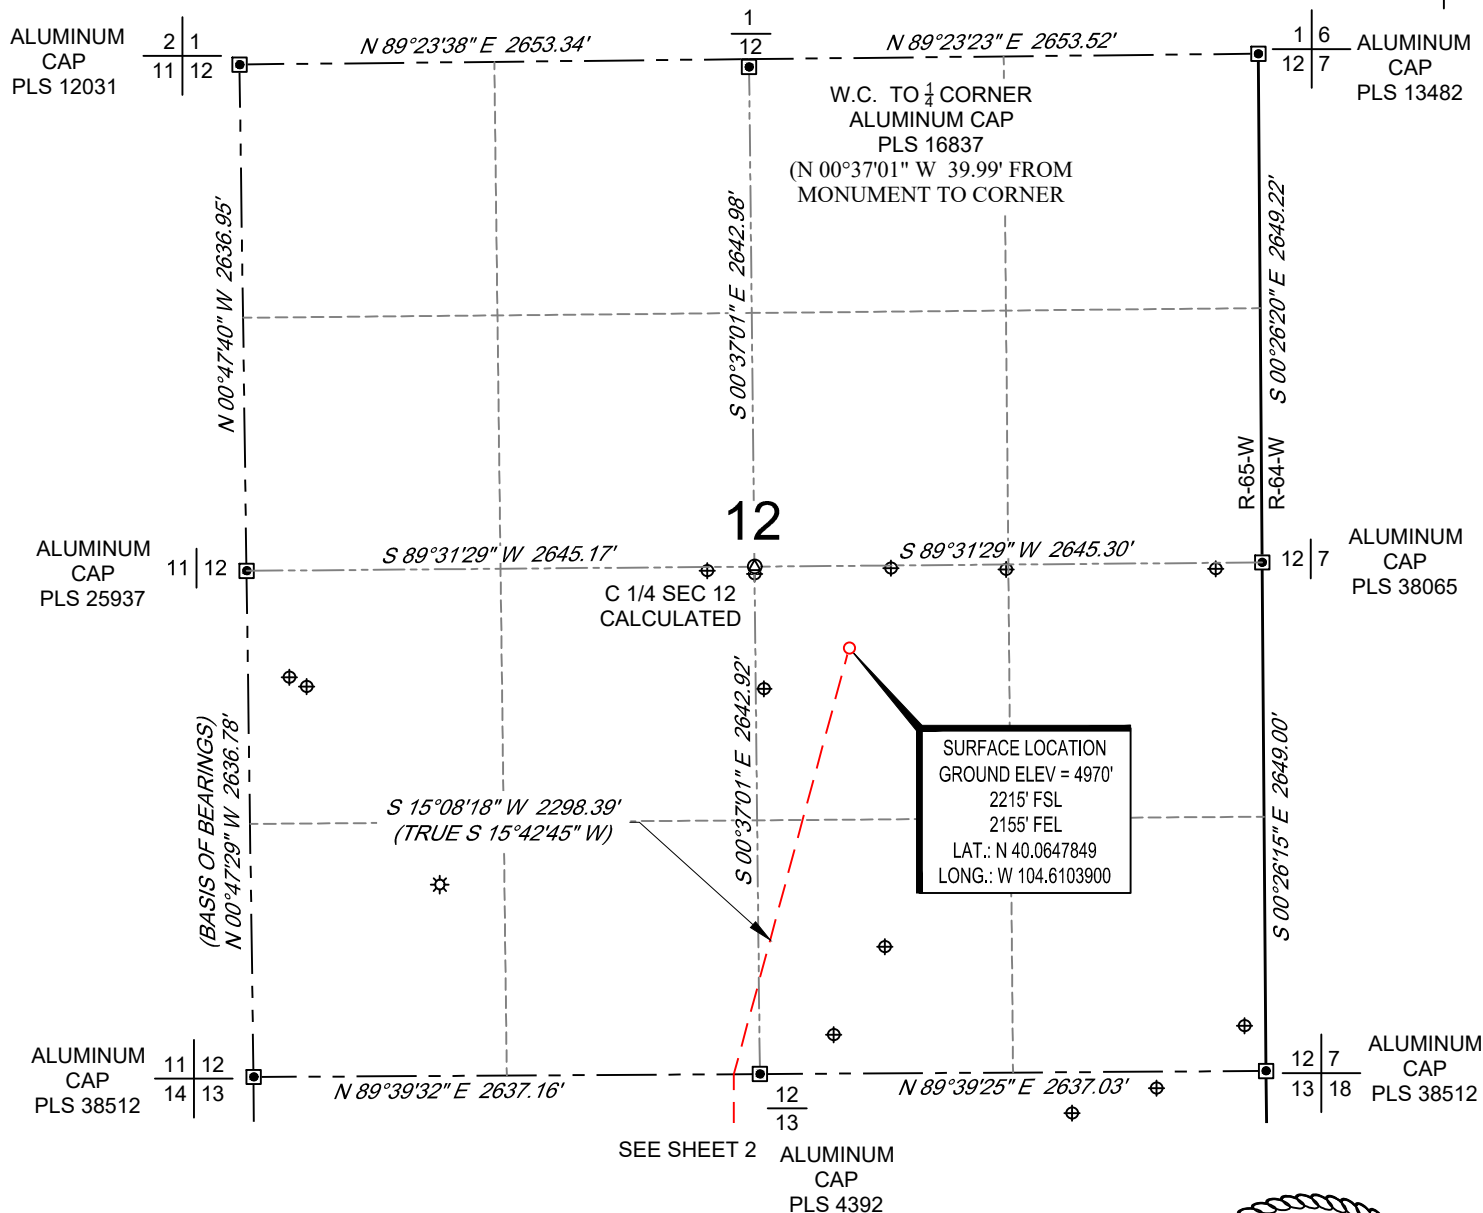 ALUMINUM
CAP
PLS 12031
2 1
11 12
N 89°23'38" E 2653.34'
1
12
N 89°23'23" E 2653.52'
1 6
12 7
ALUMINUM
CAP
PLS 13482
W.C. TO 1/4 CORNER
ALUMINUM CAP
PLS 16837
(N 00°37'01" W 39.99' FROM
MONUMENT TO CORNER
N 00°47'40" W 2636.95'
S 00°37'01" E 2642.98'
S 00°26'20" E 2649.22'
R-65-W
R-64-W
12
ALUMINUM
CAP
PLS 25937
11 12
S 89°31'29" W 2645.17'
S 89°31'29" W 2645.30'
12 7
ALUMINUM
CAP
PLS 38065
C 1/4 SEC 12
CALCULATED
(BASIS OF BEARINGS)
N 00°47'29" W 2636.78'
S 00°37'01" E 2642.92'
S 00°26'15" E 2649.00'
SURFACE LOCATION
GROUND ELEV = 4970'
2215' FSL
2155' FEL
LAT.: N 40.0647849
LONG.: W 104.6103900
S 15°08'18" W 2298.39'
(TRUE S 15°42'45" W)
ALUMINUM
CAP
PLS 38512
11 12
14 13
N 89°39'32" E 2637.16'
12
13
N 89°39'25" E 2637.03'
12 7
13 18
ALUMINUM
CAP
PLS 38512
SEE SHEET 2
ALUMINUM
CAP
PLS 4392